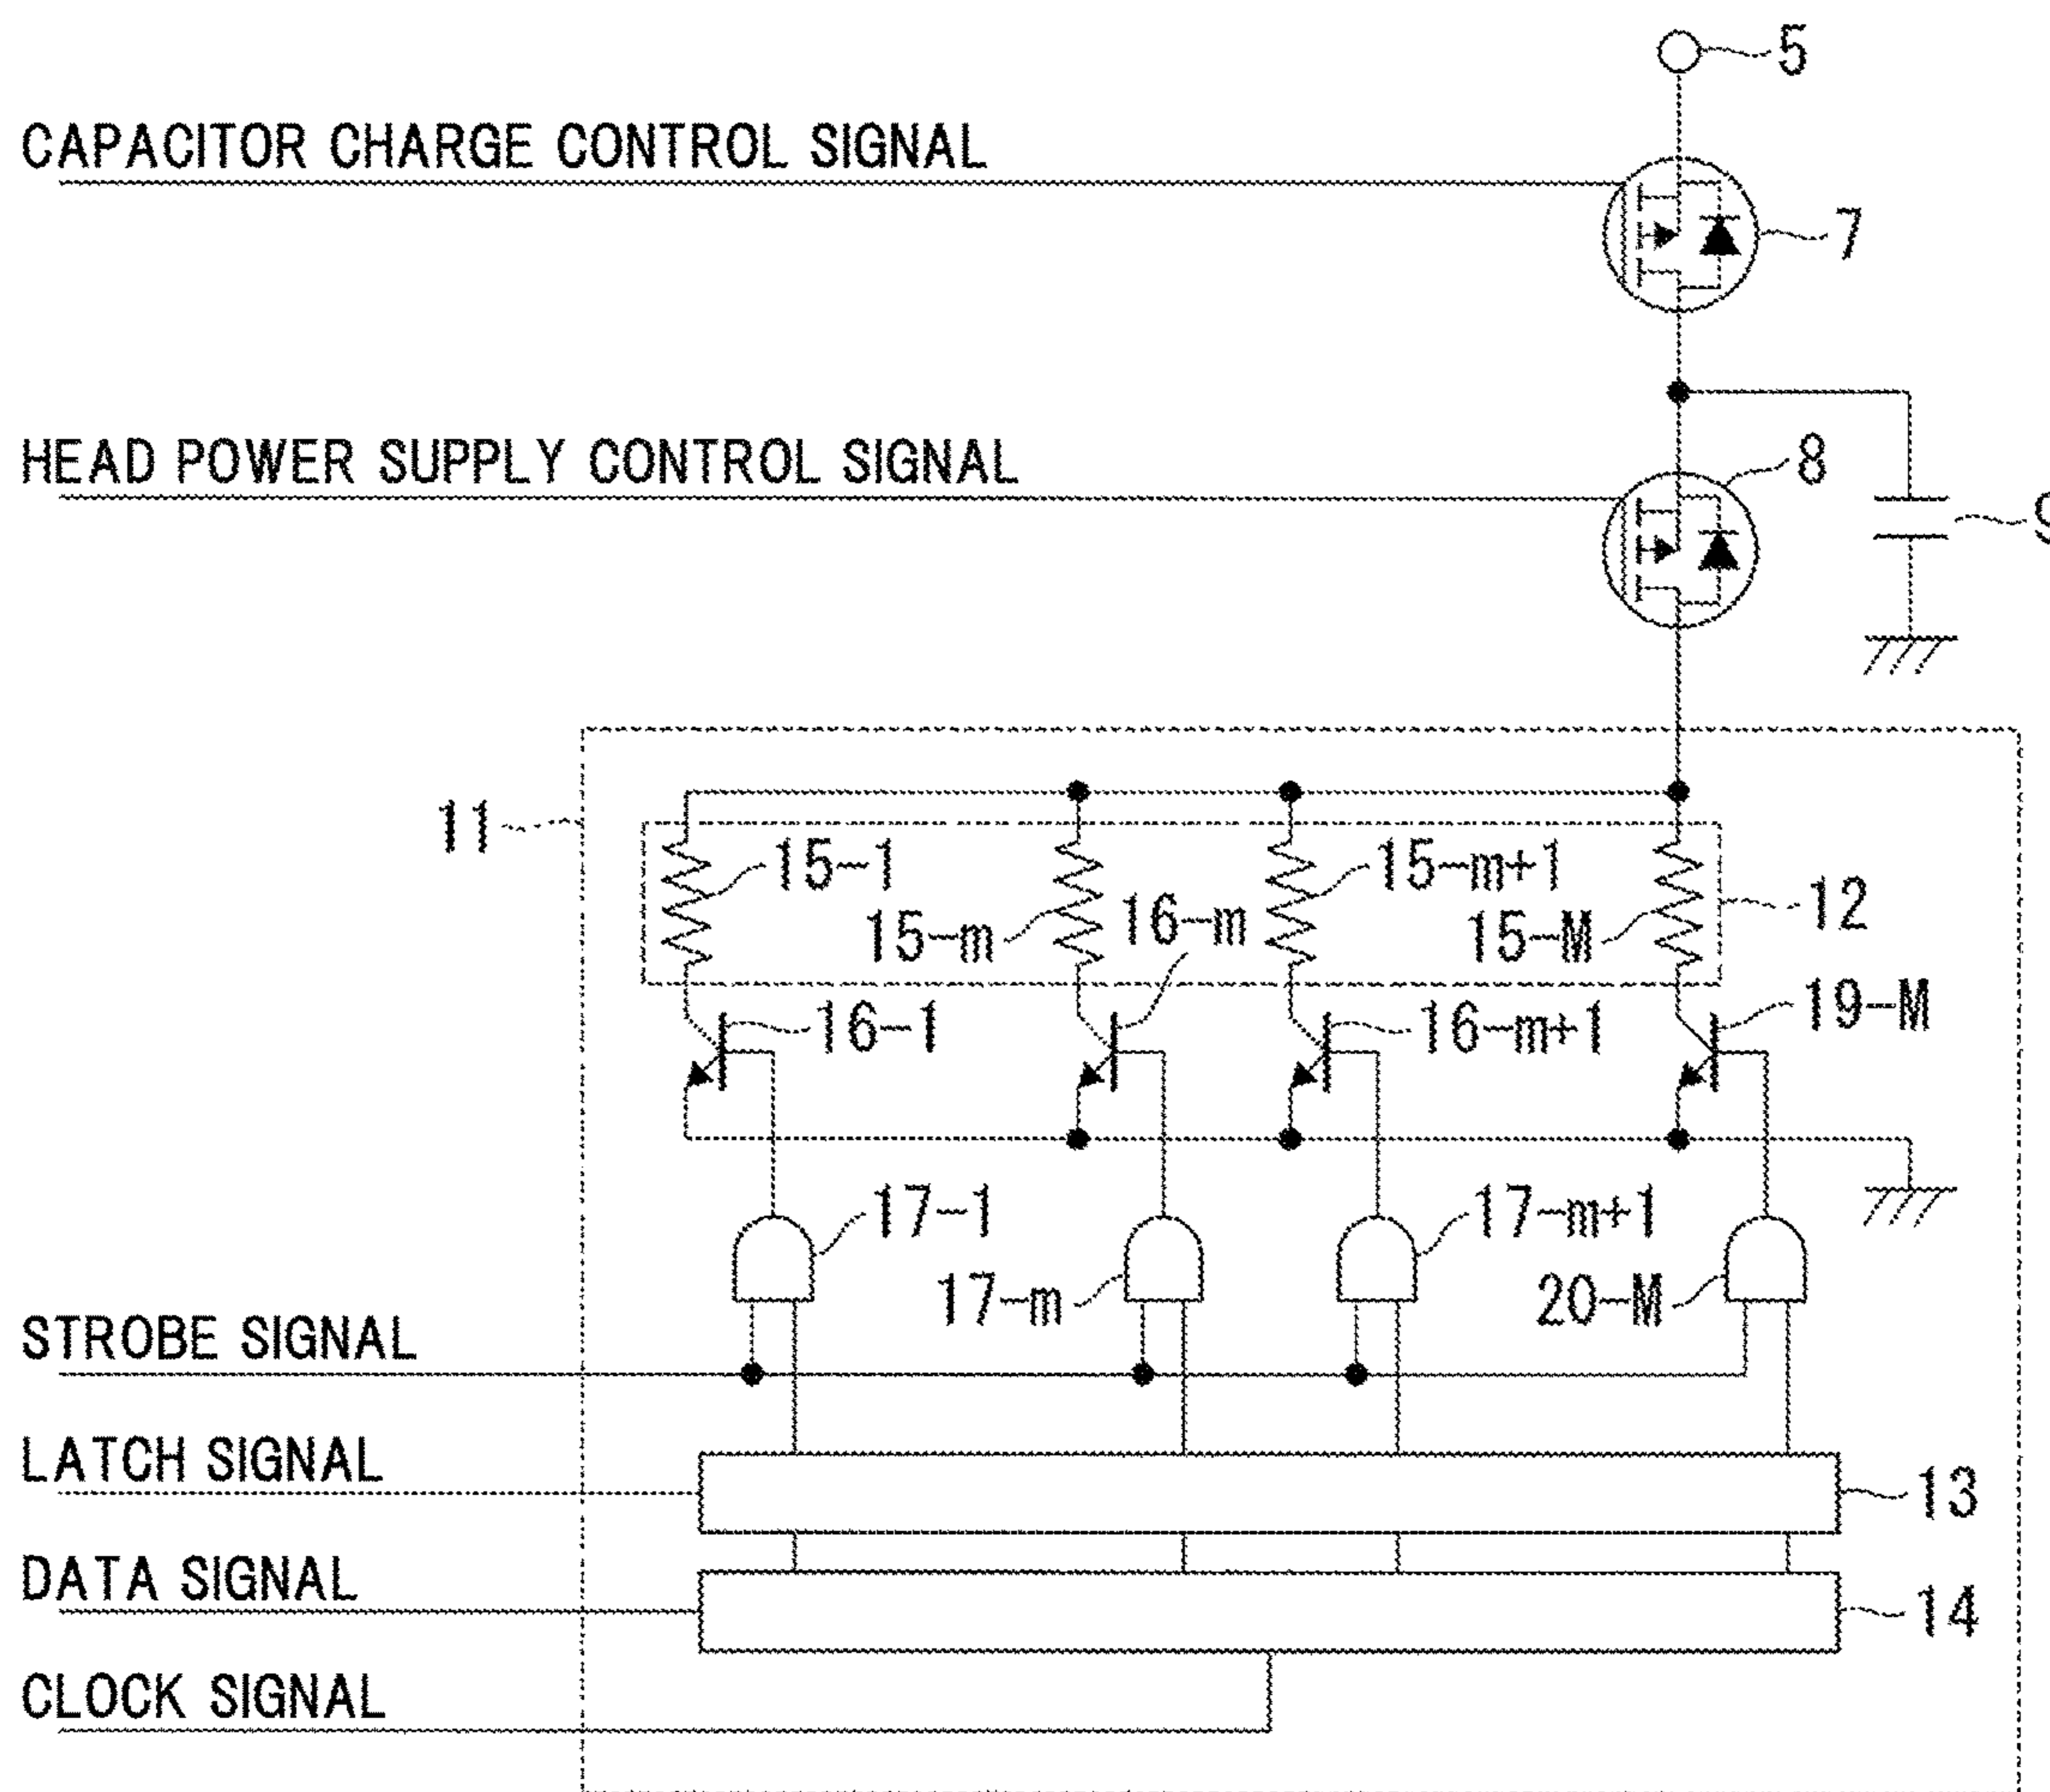 5
CAPACITOR CHARGE CONTROL SIGNAL
7
HEAD POWER SUPPLY CONTROL SIGNAL
8
9
11
15-1
15-m+1
15-m
16-m
15-M
12
16-1
16-m+1
19-M
17-1
17-m+1
17-m
20-M
STROBE SIGNAL
LATCH SIGNAL
13
DATA SIGNAL
14
CLOCK SIGNAL